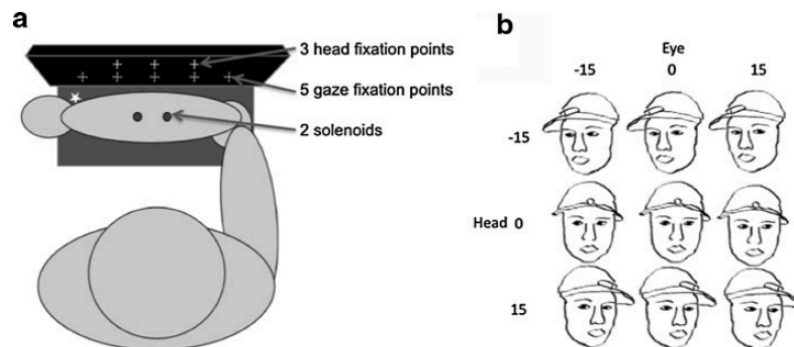 a
3 head fixation points
5 gaze fixation points
2 solenoids
b
Eye
-15 0 15
-15
Head 0
15